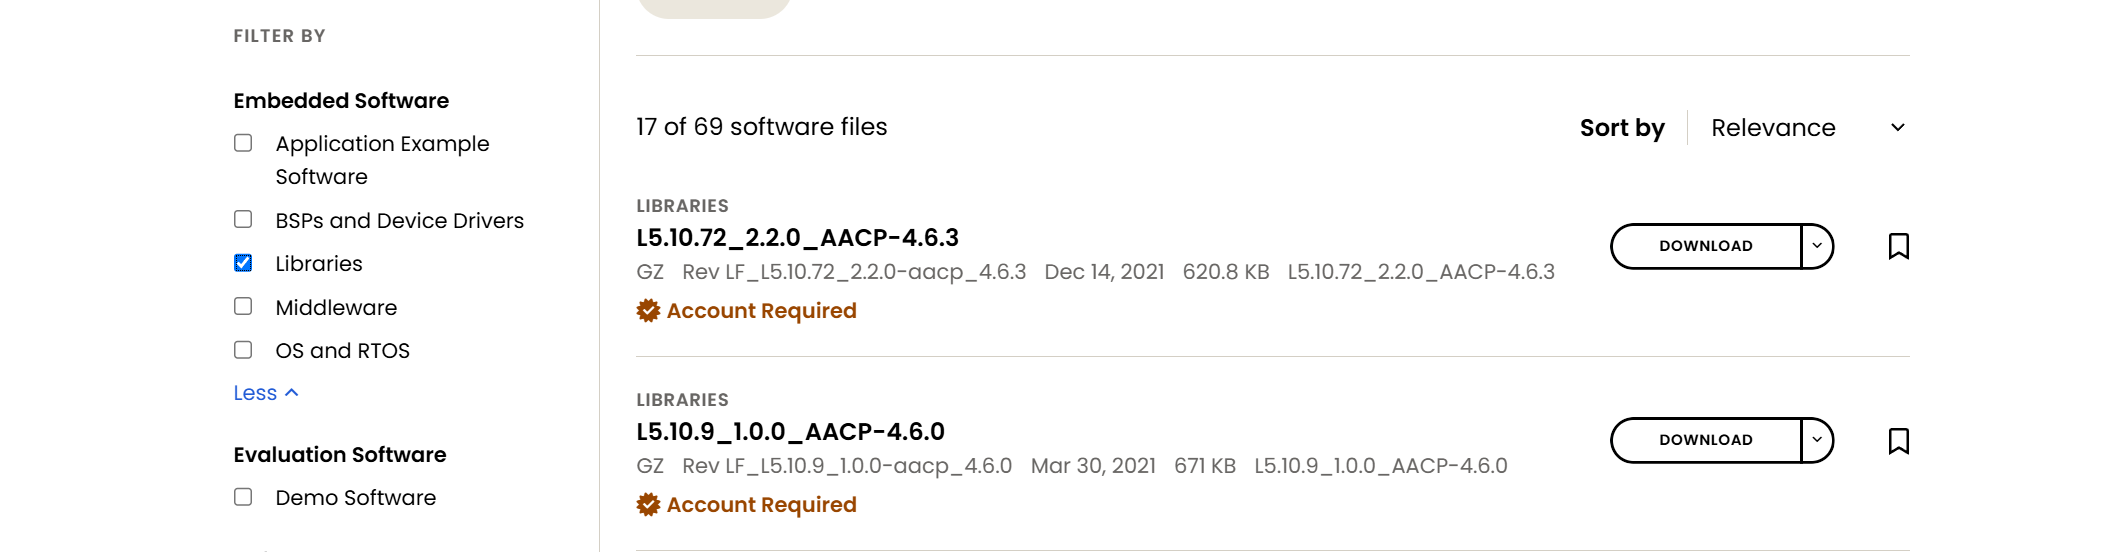 FILTER BY
Embedded Software
Application Example
Software
BSPs and Device Drivers
Libraries
Middleware
OS and RTOS
Less
Evaluation Software
Demo Software
17 of 69 software files
Sort by
Relevance
LIBRARIES
L5.10.72_2.2.0_AACP-4.6.3
GZ Rev LF_L5.10.72_2.2.0-aacp_4.6.3 Dec 14, 2021 620.8 KB L5.10.72_2.2.0_AACP-4.6.3
Account Required
DOWNLOAD
LIBRARIES
L5.10.9_1.0.0_AACP-4.6.0
GZ Rev LF_L5.10.9_1.0.0-aacp_4.6.0 Mar 30, 2021 671 KB L5.10.9_1.0.0_AACP-4.6.0
Account Required
DOWNLOAD